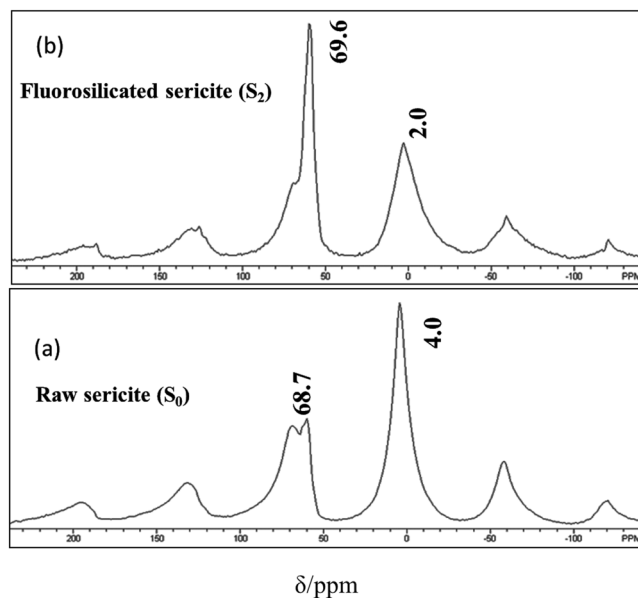 (b)
69.6
Fluorosilicated sericite (S₂)
2.0
200 150 100 50 0 -50 -100 PPM
(a)
4.0
Raw sericite (S₀)
68.7
200 150 100 50 0 -50 -100 PPM
δ/ppm